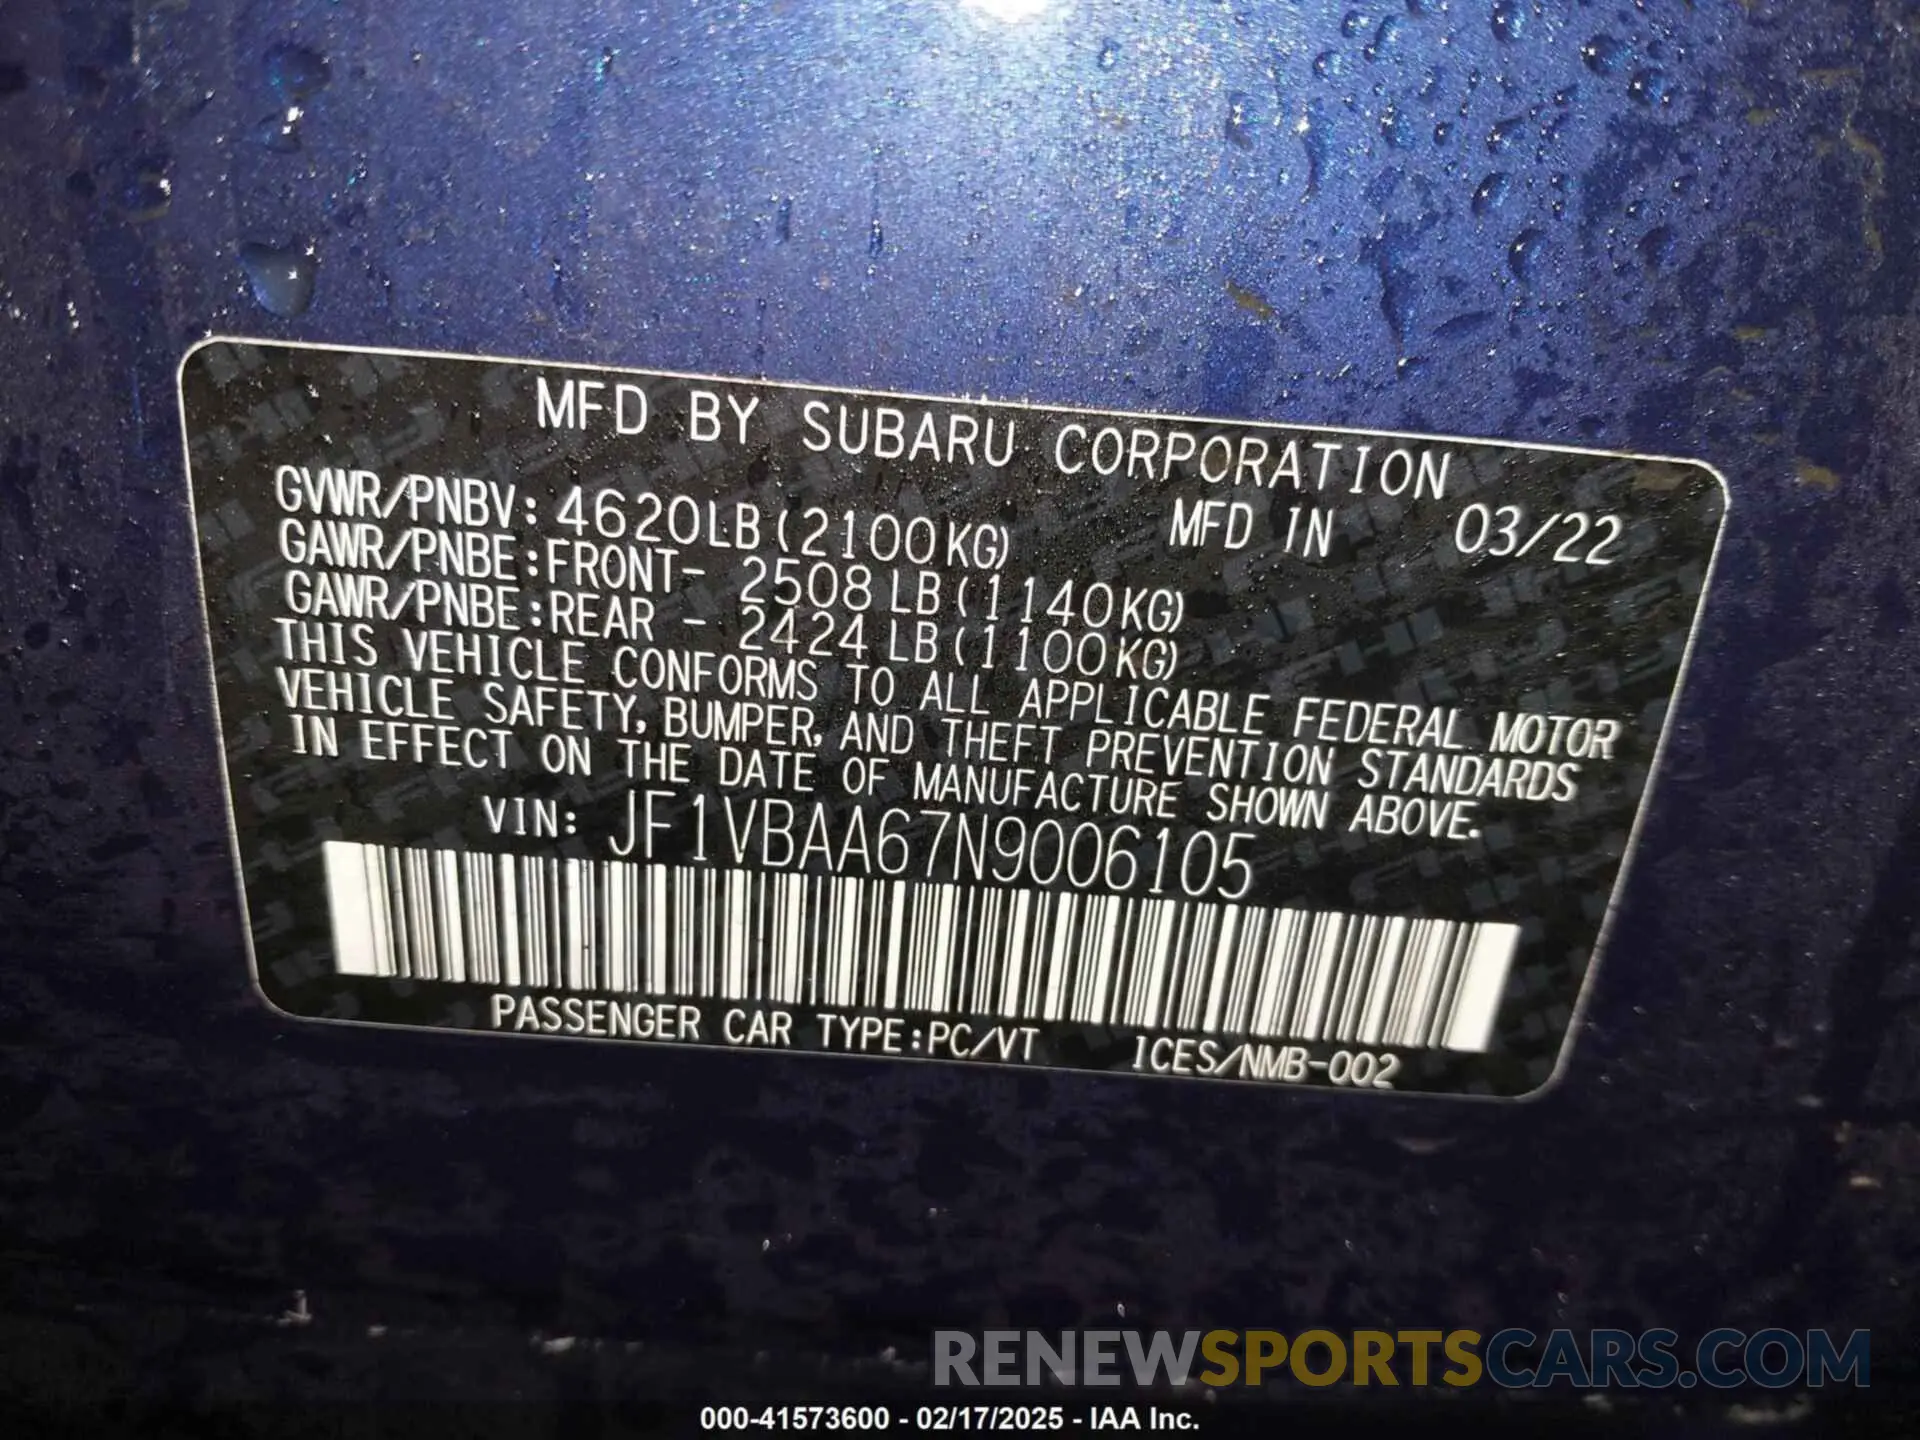 MFD BY SUBARU CORPORATION
GVWR/PNBV: 4620LB (2100KG) MFD IN 03/22
GAWR/PNBE:FRONT- 2508 LB (1140KG)
GAWR/PNBE:REAR - 2424 LB (1100KG)
THIS VEHICLE CONFORMS TO ALL APPLICABLE FEDERAL MOTOR
VEHICLE SAFETY, BUMPER, AND THEFT PREVENTION STANDARDS
IN EFFECT ON THE DATE OF MANUFACTURE SHOWN ABOVE.
VIN: JF1VBAA67N9006105
PASSENGER CAR TYPE:PC/VT ICES/NMB-002
RENEWSPORTSCARS.COM
000-41573600 - 02/17/2025 - IAA Inc.